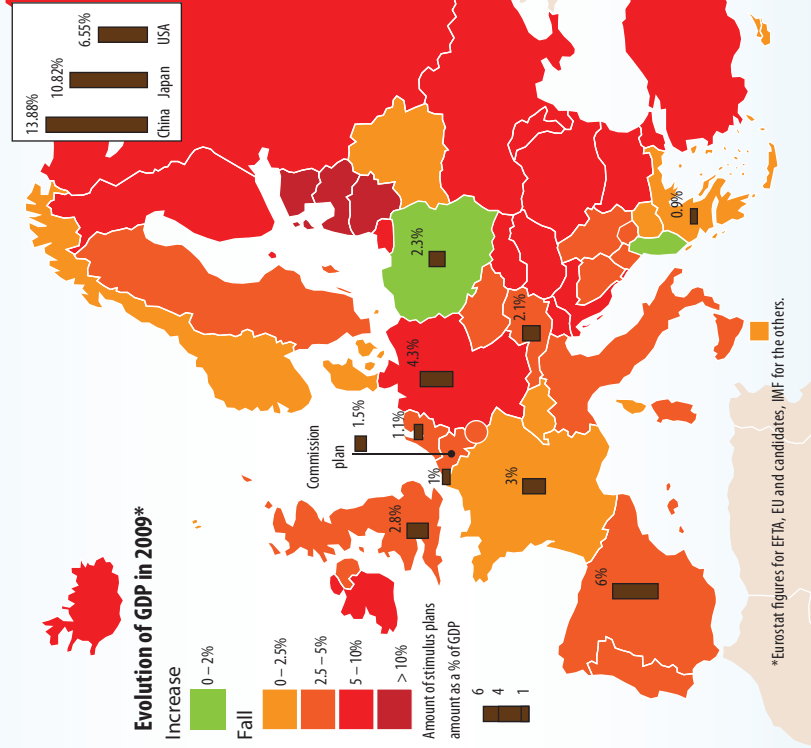 Evolution of GDP in 2009*
Increase
0 – 2%
Fall
0 – 2.5%
2.5 – 5%
5 – 10%
> 10%
Amount of stimulus plans
amount as a % of GDP
6
4
1
13.88%
10.82%
6.55%
China
Japan
USA
Commission
plan
1.5%
1.1%
1%
2.8%
4.3%
2.3%
2.1%
3%
6%
0.9%
*Eurostat figures for EFTA, EU and candidates, IMF for the others.